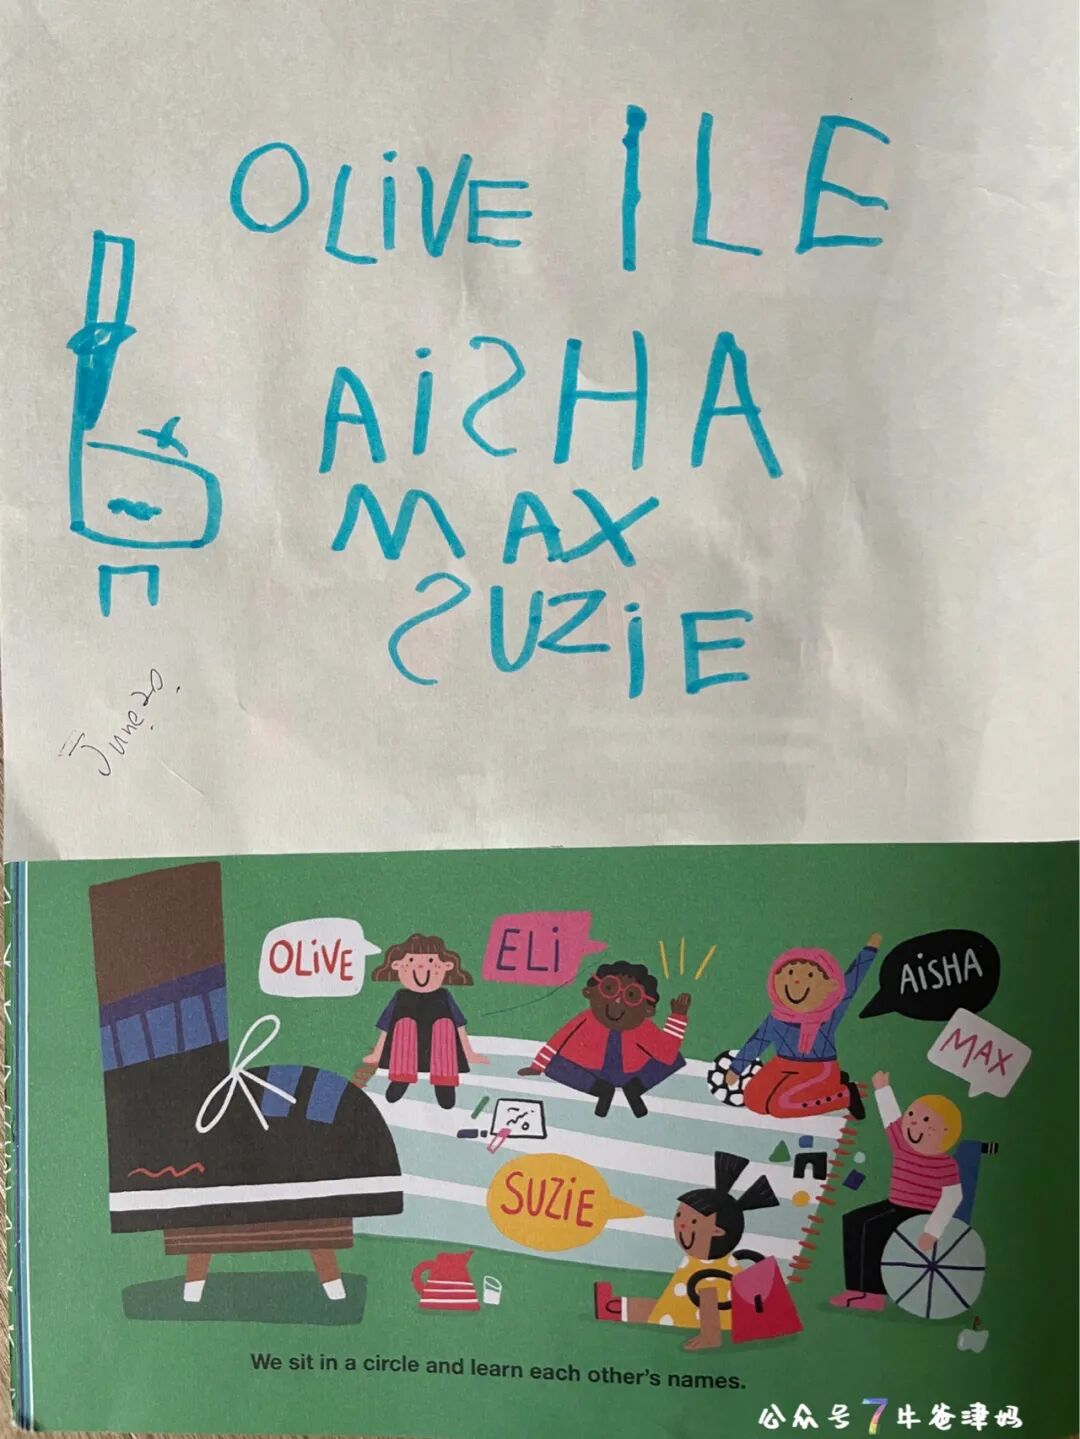 OLiVE ILE
AiSHA
MAX
SUZiE
June 20.
OLiVE
ELi
AiSHA
MAX
SUZiE
We sit in a circle and learn each other's names.
公众号7牛爸津妈